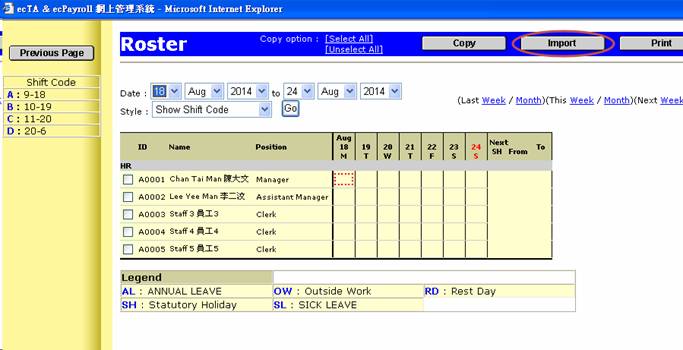 ecTA & ecPayroll 網上管理系統 - Microsoft Internet Explorer
Previous Page
Shift Code
A : 9-18
B : 10-19
C : 11-20
D : 20-6
Roster
Copy option : [Select All]
[Unselect All]
Copy Import Print
Date : 18 Aug 2014 to 24 Aug 2014
Style : Show Shift Code Go
(Last Week / Month)(This Week / Month)(Next Week
ID Name Position Aug 18 M 19 T 20 W 21 T 22 F 23 S 24 S Next SH From To
HR
A0001 Chan Tai Man 陳大文 Manager
A0002 Lee Yee Man 李二汶 Assistant Manager
A0003 Staff 3 員工3 Clerk
A0004 Staff 4 員工4 Clerk
A0005 Staff 5 員工5 Clerk
Legend
AL : ANNUAL LEAVE OW : Outside Work RD : Rest Day
SH : Statutory Holiday SL : SICK LEAVE